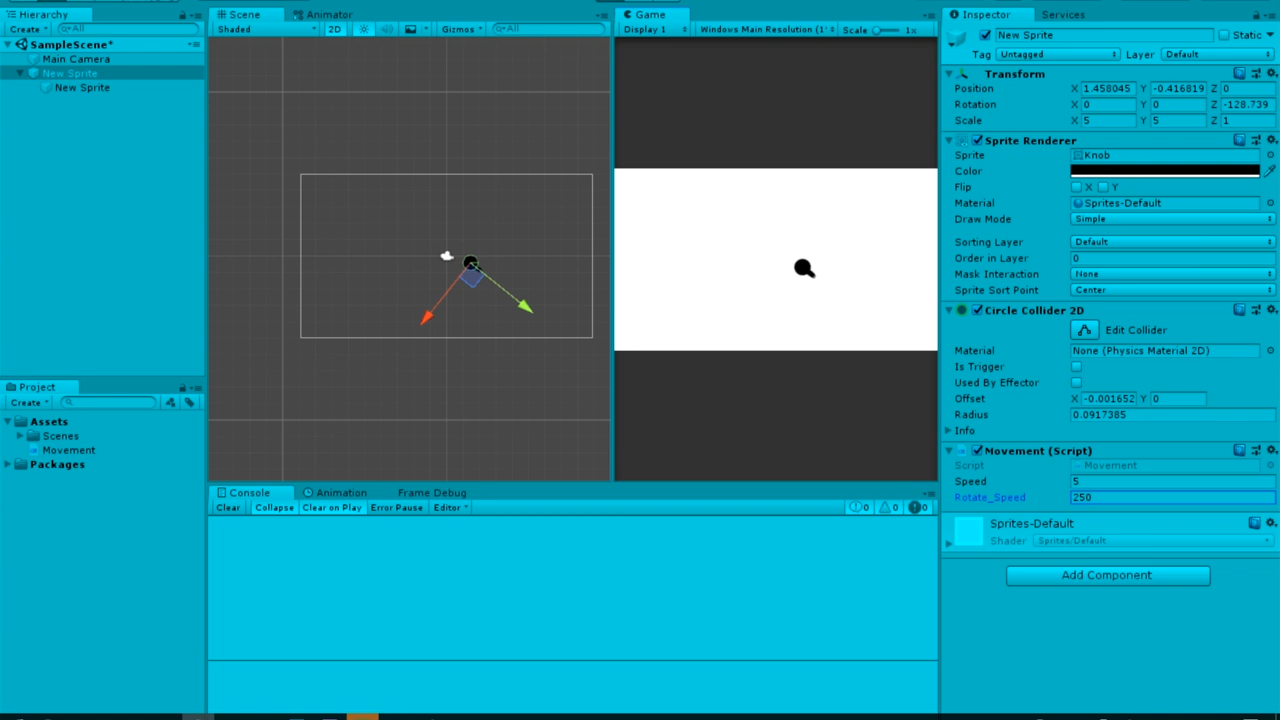 Hierarchy
Create
All
SampleScene*
Main Camera
New Sprite
New Sprite
Project
Create
Assets
Scenes
Movement
Packages
Scene
Animator
Shaded
2D
Gizmos
All
Game
Display 1
Windows Main Resolution (1'
Scale
1x
Console
Animation
Frame Debug
Clear
Collapse
Clear on Play
Error Pause
Editor
0
0
0
Inspector
Services
New Sprite
Static
Tag Untagged
Layer Default
Transform
Position X 1.458045 Y -0.416819 Z 0
Rotation X 0 Y 0 Z -128.739
Scale X 5 Y 5 Z 1
Sprite Renderer
Sprite Knob
Color
Flip X Y
Material Sprites-Default
Draw Mode Simple
Sorting Layer Default
Order in Layer 0
Mask Interaction None
Sprite Sort Point Center
Circle Collider 2D
Edit Collider
Material None (Physics Material 2D)
Is Trigger
Used By Effector
Offset X -0.001652 Y 0
Radius 0.0917385
Info
Movement (Script)
Script Movement
Speed 5
Rotate_Speed 250
Sprites-Default
Shader Sprites/Default
Add Component